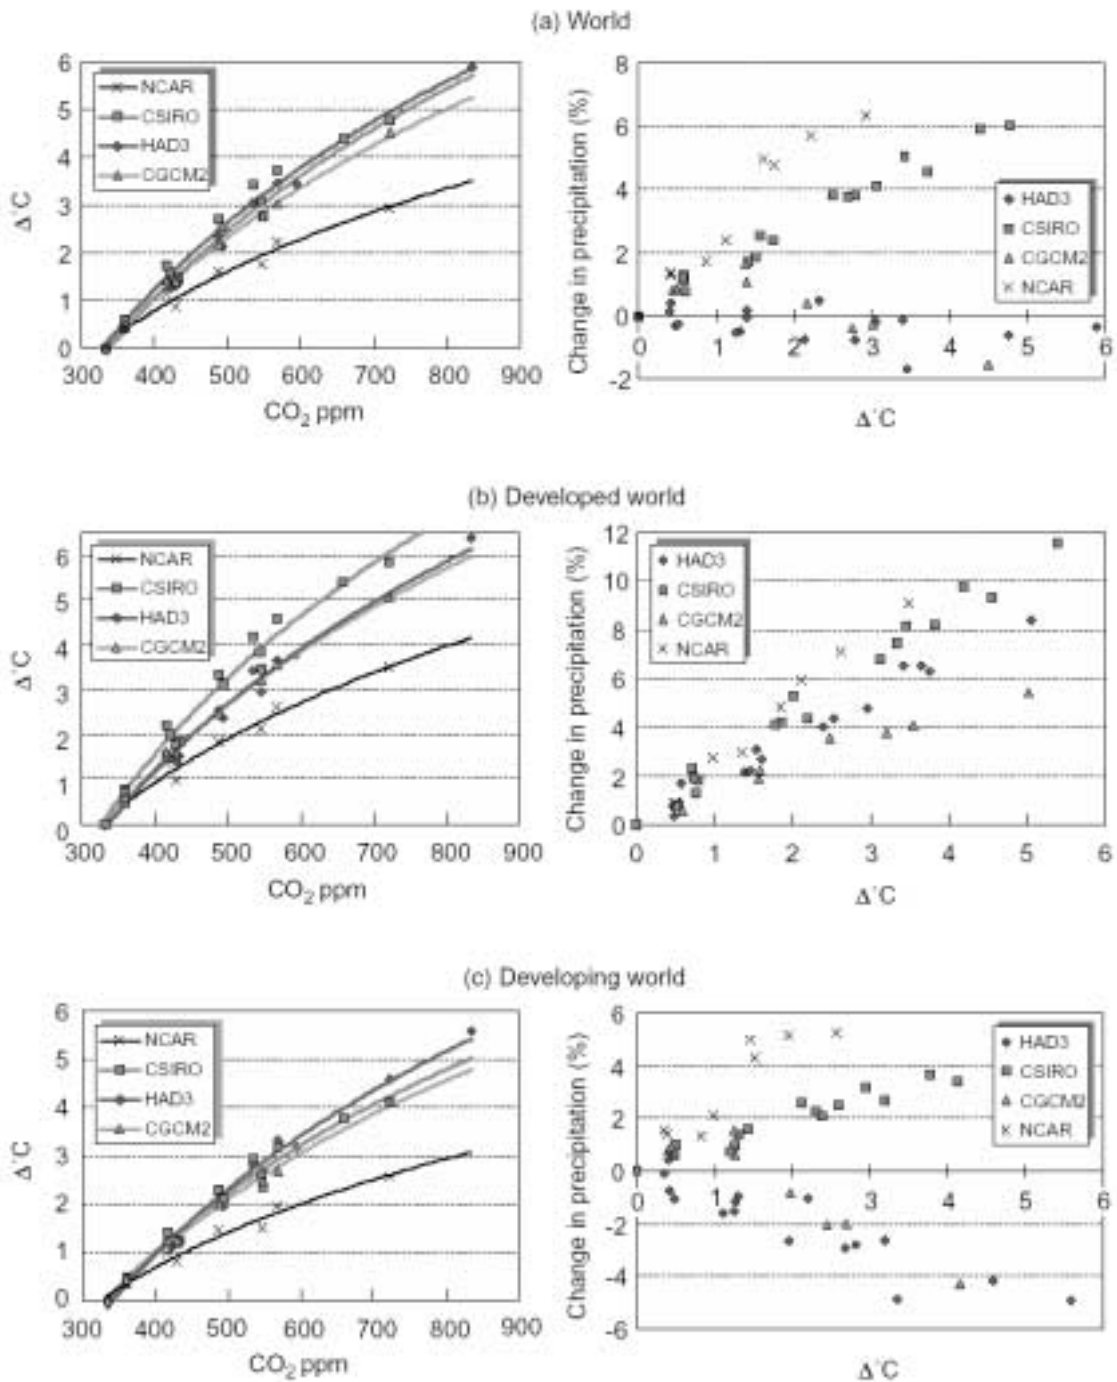 (a) World
6
5
4
3
2
1
0
Δ°C
NCAR
CSIRO
HAD3
CGCM2
300 400 500 600 700 800 900
CO2 ppm
8
6
4
2
0
-2
Change in precipitation (%)
HAD3
CSIRO
CGCM2
NCAR
0 1 2 3 4 5 6
Δ°C
(b) Developed world
6
5
4
3
2
1
0
Δ°C
NCAR
CSIRO
HAD3
CGCM2
300 400 500 600 700 800 900
CO2 ppm
12
10
8
6
4
2
0
Change in precipitation (%)
HAD3
CSIRO
CGCM2
NCAR
0 1 2 3 4 5 6
Δ°C
(c) Developing world
6
5
4
3
2
1
0
Δ°C
NCAR
CSIRO
HAD3
CGCM2
300 400 500 600 700 800 900
CO2 ppm
6
4
2
0
-2
-4
-6
Change in precipitation (%)
HAD3
CSIRO
CGCM2
NCAR
0 1 2 3 4 5 6
Δ°C